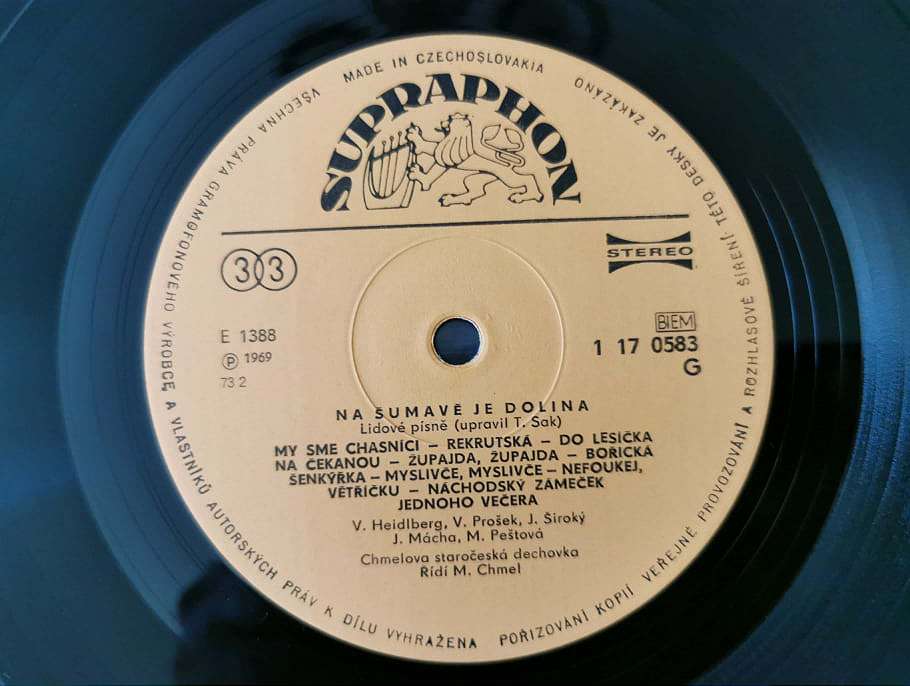 MADE IN CZECHOSLOVAKIA
SUPRAPHON
33
STEREO
E 1388
Ⓟ 1969
73 2
BIEM
1 17 0583
G
NA ŠUMAVĚ JE DOLINA
Lidové písně (upravil T. Sak)
MY SME CHASNÍCI – REKRUTSKÁ – DO LESÍČKA
NA ČEKANOU – ŽUPAJDA, ŽUPAJDA – BOŘICKÁ
ŠENKÝŘKA – MYSLIVČE, MYSLIVČE – NEFOUKEJ,
VĚTŘÍČKU – NÁCHODSKÝ ZÁMEČEK
JEDNOHO VEČERA
V. Heidlberg, V. Prošek, J. Široký
J. Mácha, M. Peštová
Chmelova staročeská dechovka
Řídí M. Chmel
VŠECHNA PRÁVA GRAMOFONOVÉHO VÝROBCE A VLASTNÍKŮ AUTORSKÝCH PRÁV K DÍLU VYHRAŽENA
POŘIZOVÁNÍ KOPIÍ VEŘEJNÉ PROVOZOVÁNÍ A ROZHLASOVÉ ŠÍŘENÍ TÉTO DESKY JE ZAKÁZÁNO